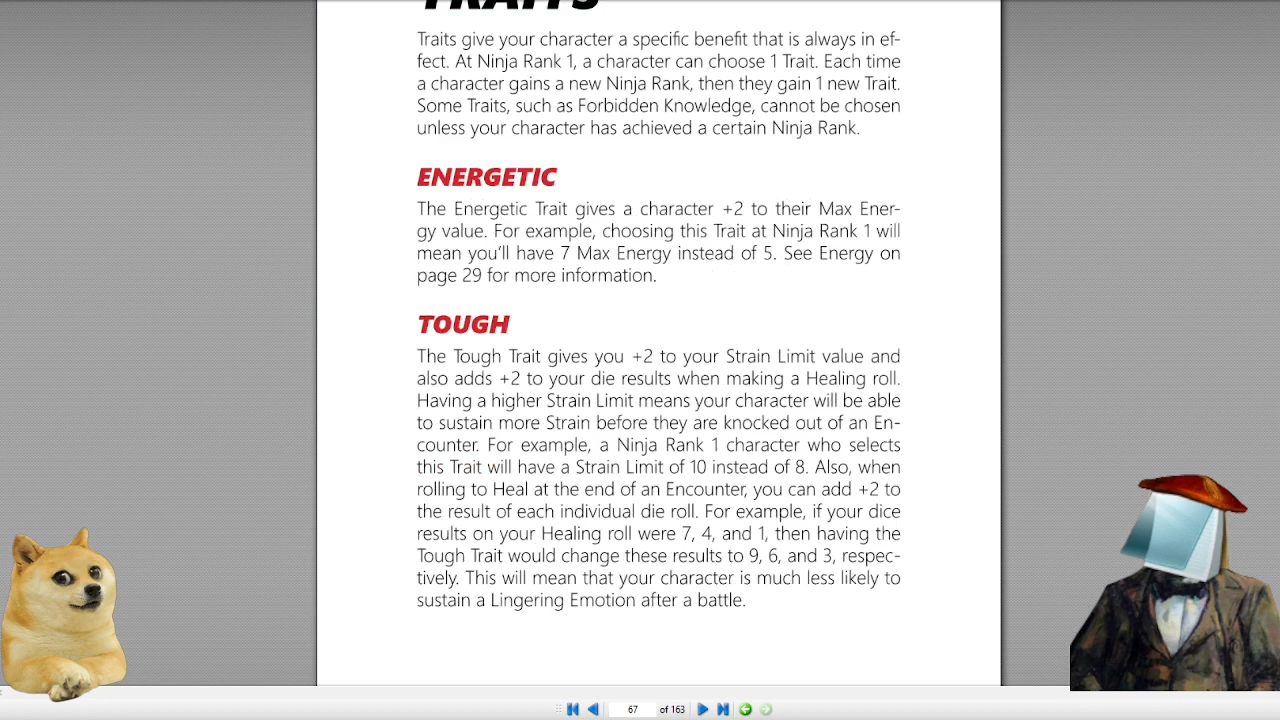 TRAITS
Traits give your character a specific benefit that is always in ef-
fect. At Ninja Rank 1, a character can choose 1 Trait. Each time
a character gains a new Ninja Rank, then they gain 1 new Trait.
Some Traits, such as Forbidden Knowledge, cannot be chosen
unless your character has achieved a certain Ninja Rank.
ENERGETIC
The Energetic Trait gives a character +2 to their Max Ener-
gy value. For example, choosing this Trait at Ninja Rank 1 will
mean you'll have 7 Max Energy instead of 5. See Energy on
page 29 for more information.
TOUGH
The Tough Trait gives you +2 to your Strain Limit value and
also adds +2 to your die results when making a Healing roll.
Having a higher Strain Limit means your character will be able
to sustain more Strain before they are knocked out of an En-
counter. For example, a Ninja Rank 1 character who selects
this Trait will have a Strain Limit of 10 instead of 8. Also, when
rolling to Heal at the end of an Encounter, you can add +2 to
the result of each individual die roll. For example, if your dice
results on your Healing roll were 7, 4, and 1, then having the
Tough Trait would change these results to 9, 6, and 3, respec-
tively. This will mean that your character is much less likely to
sustain a Lingering Emotion after a battle.
67 of 163